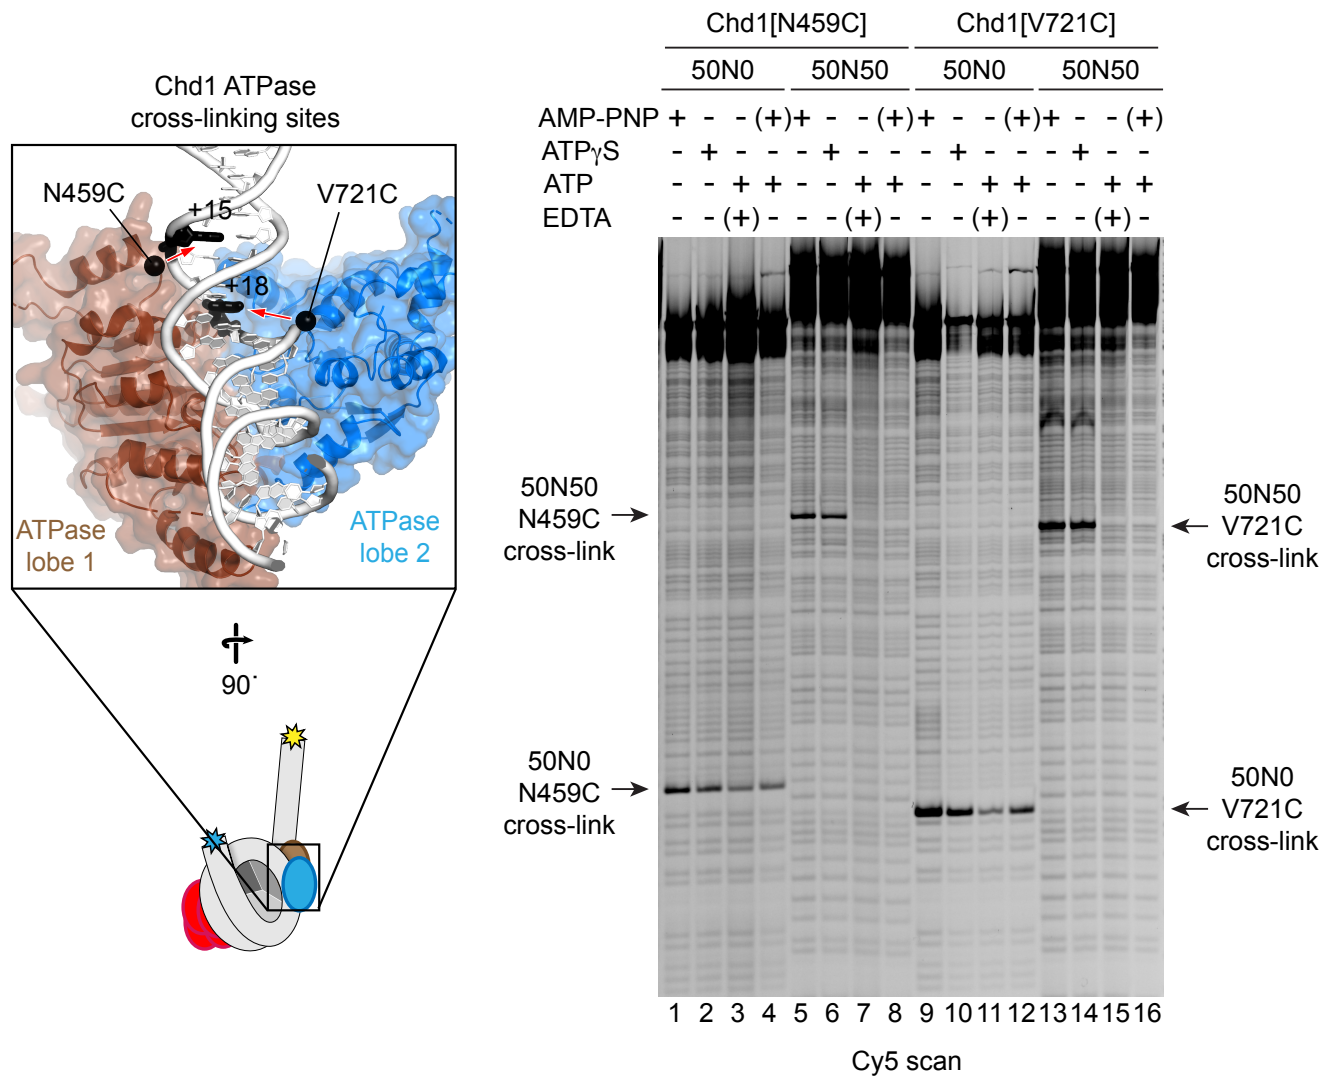 Chd1 ATPase
cross-linking sites
N459C
V721C
+15
+18
ATPase
lobe 1
ATPase
lobe 2
90˙
Chd1[N459C] Chd1[V721C]
50N0 50N50 50N0 50N50
AMP-PNP + - - (+) + - - (+) + - - (+) + - - (+)
ATPγS - + - - - + - - - + - - - + - -
ATP - - + + - - + + - - + + - - + +
EDTA - - (+) - - - (+) - - - (+) - - - (+) -
50N50
N459C
cross-link
50N0
N459C
cross-link
50N50
V721C
cross-link
50N0
V721C
cross-link
1 2 3 4 5 6 7 8 9 10 11 12 13 14 15 16
Cy5 scan